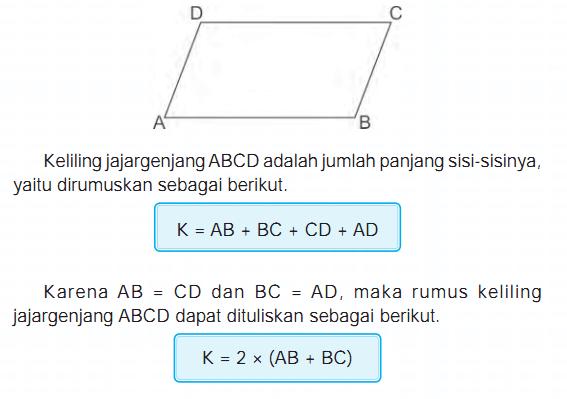 D C
A B
Keliling jajargenjang ABCD adalah jumlah panjang sisi-sisinya,
yaitu dirumuskan sebagai berikut.
K = AB + BC + CD + AD
Karena AB = CD dan BC = AD, maka rumus keliling
jajargenjang ABCD dapat dituliskan sebagai berikut.
K = 2 × (AB + BC)